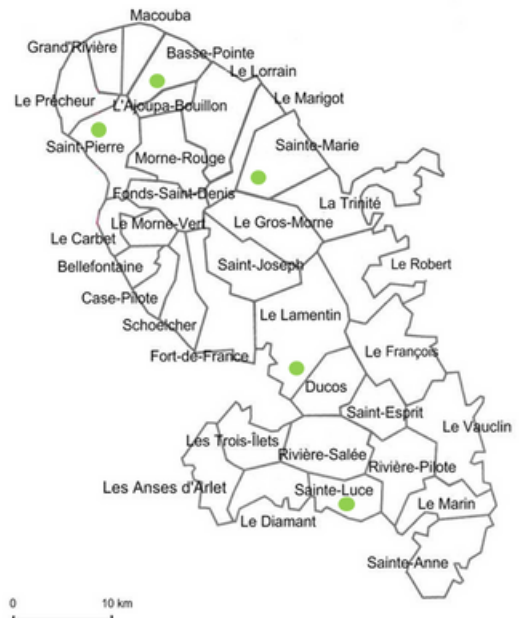 Macouba
Grand'Rivière
Basse-Pointe
Le Lorrain
Le Prêcheur
L'Ajoupa-Bouillon
Le Marigot
Saint-Pierre
Sainte-Marie
Morne-Rouge
Fonds-Saint-Denis
La Trinité
Le Morne-Vert
Le Gros-Morne
Le Carbet
Bellefontaine
Saint-Joseph
Le Robert
Case-Pilote
Schoelcher
Le Lamentin
Fort-de-France
Le François
Ducos
Saint-Esprit
Le Vauclin
Les Trois-Îlets
Rivière-Salée
Rivière-Pilote
Les Anses d'Arlet
Sainte-Luce
Le Marin
Le Diamant
Sainte-Anne
0 10 km